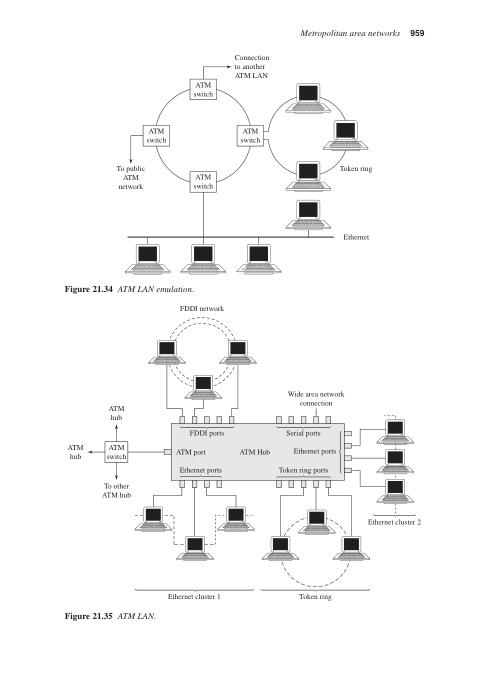 Metropolitan area networks 959
Connection
to another
ATM LAN
ATM
switch
ATM
switch
ATM
switch
To public
ATM
network
ATM
switch
Token ring
Ethernet
Figure 21.34 ATM LAN emulation.
FDDI network
Wide area network
connection
ATM
hub
FDDI ports
Serial ports
ATM
hub
ATM
switch
ATM port
ATM Hub
Ethernet ports
Ethernet ports
Token ring ports
To other
ATM hub
Ethernet cluster 2
Ethernet cluster 1
Token ring
Figure 21.35 ATM LAN.